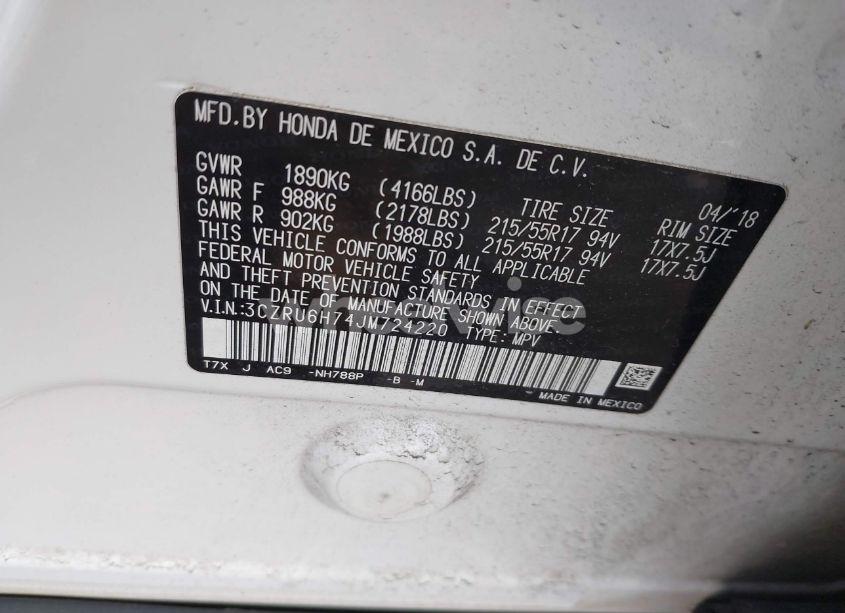 MFD.BY HONDA DE MEXICO S.A. DE C.V.
04/'18
GVWR 1890KG (4166LBS) TIRE SIZE RIM SIZE
GAWR F 988KG (2178LBS) 215/55R17 94V 17X7.5J
GAWR R 902KG (1988LBS) 215/55R17 94V 17X7.5J
THIS VEHICLE CONFORMS TO ALL APPLICABLE
FEDERAL MOTOR VEHICLE SAFETY
AND THEFT PREVENTION STANDARDS IN EFFECT
ON THE DATE OF MANUFACTURE SHOWN ABOVE.
V.I.N:3CZRU6H74JM724220 TYPE: MPV
T7X J AC9 -NH788P -B -M
MADE IN MEXICO